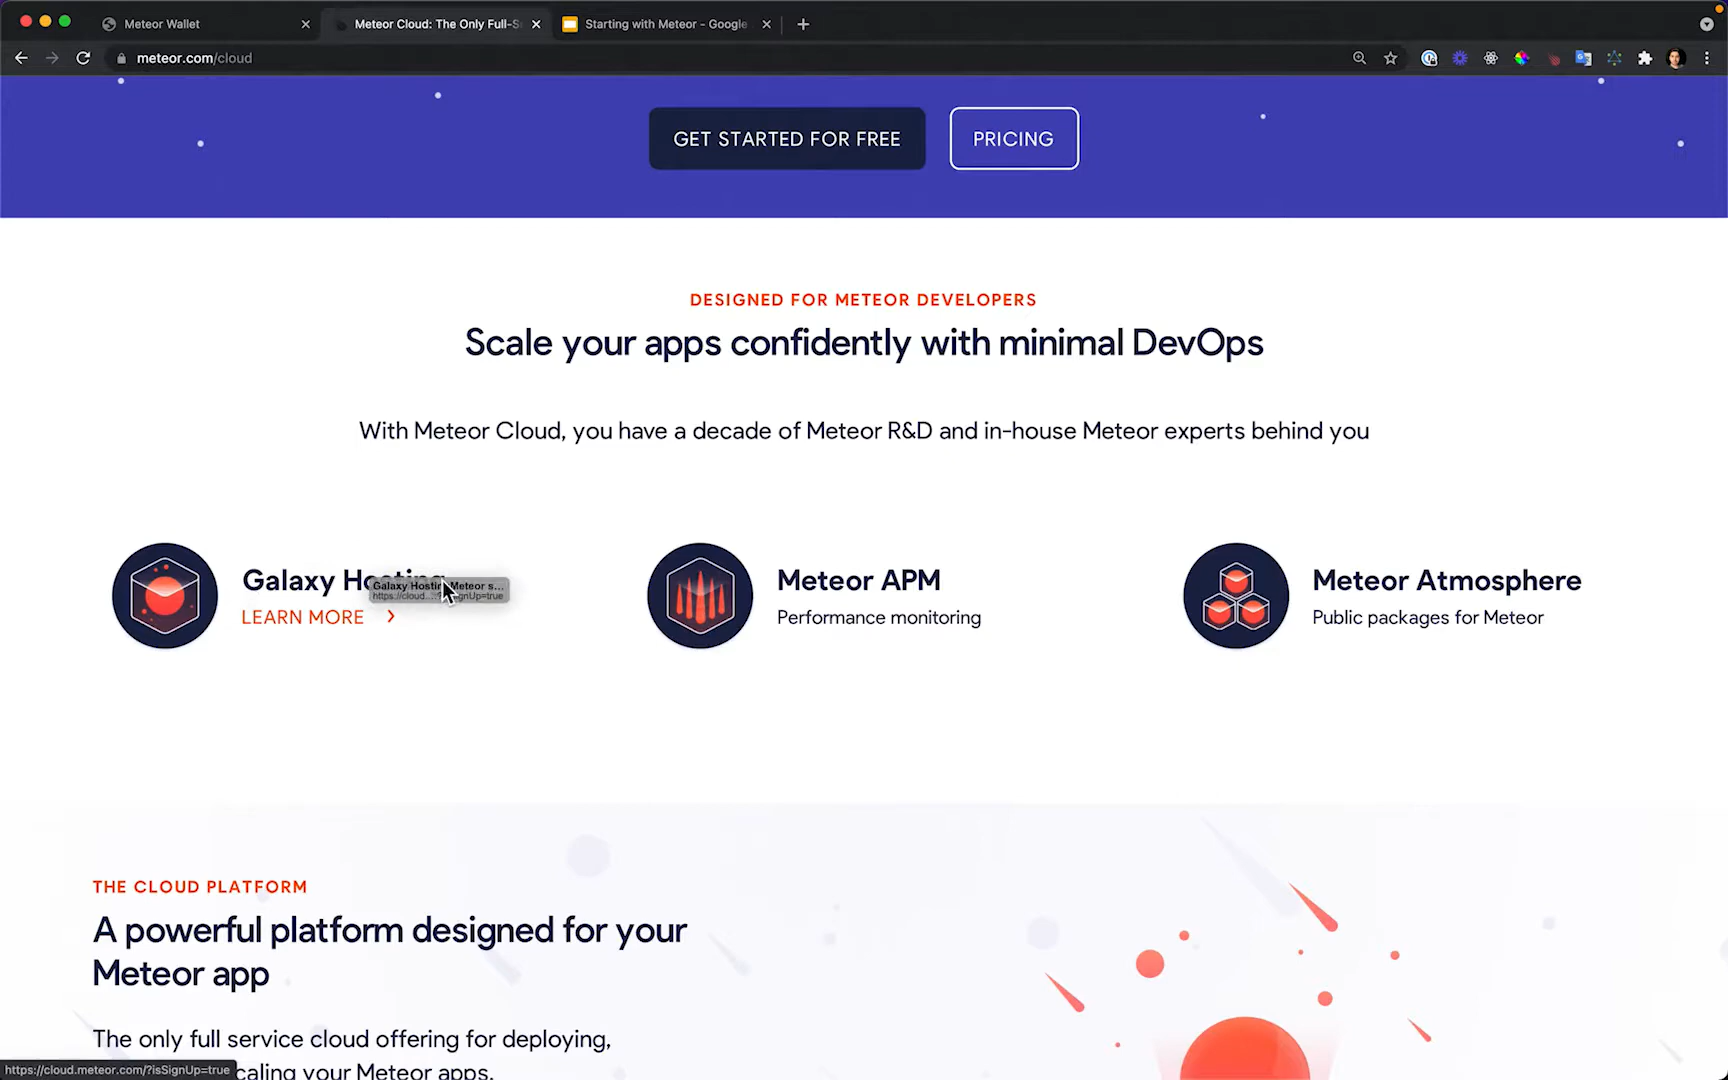 Meteor Wallet
Meteor Cloud: The Only Full-S
Starting with Meteor - Google
meteor.com/cloud
GET STARTED FOR FREE
PRICING
DESIGNED FOR METEOR DEVELOPERS
Scale your apps confidently with minimal DevOps
With Meteor Cloud, you have a decade of Meteor R&D and in-house Meteor experts behind you
Galaxy Hosting
Galaxy Hosting Meteor s...
LEARN MORE
Meteor APM
Performance monitoring
Meteor Atmosphere
Public packages for Meteor
THE CLOUD PLATFORM
A powerful platform designed for your
Meteor app
The only full service cloud offering for deploying,
caling your Meteor apps.
https://cloud.meteor.com/?isSignUp=true